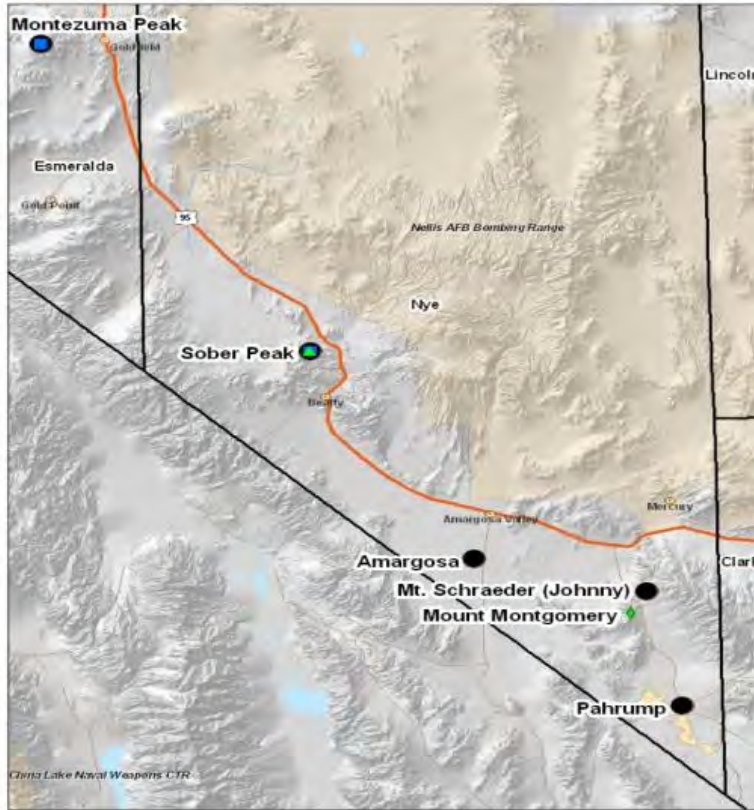 Montezuma Peak
Goldfield
Lincoln
Esmeralda
Gold Point
95
Nellis AFB Bombing Range
Nye
Sober Peak
Beatty
Mercury
Amargosa Valley
Amargosa
Clark
Mt. Schraeder (Johnny)
Mount Montgomery
Pahrump
China Lake Naval Weapons CTR